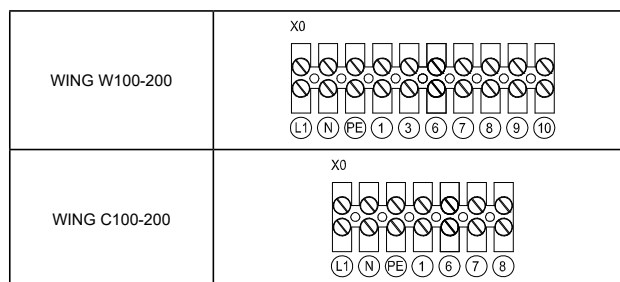 X0
WING W100-200
L1 N PE 1 3 6 7 8 9 10
X0
WING C100-200
L1 N PE 1 6 7 8